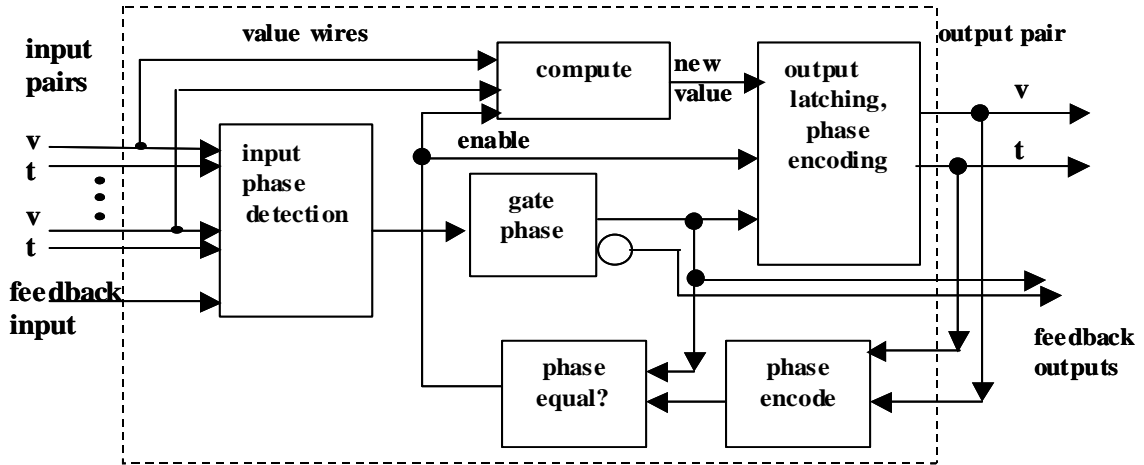 value wires
output pair
input
pairs
compute
new
value
output
latching,
phase
encoding
v
t
v
t
v
t
input
phase
detection
enable
gate
phase
feedback
input
feedback
outputs
phase
equal?
phase
encode